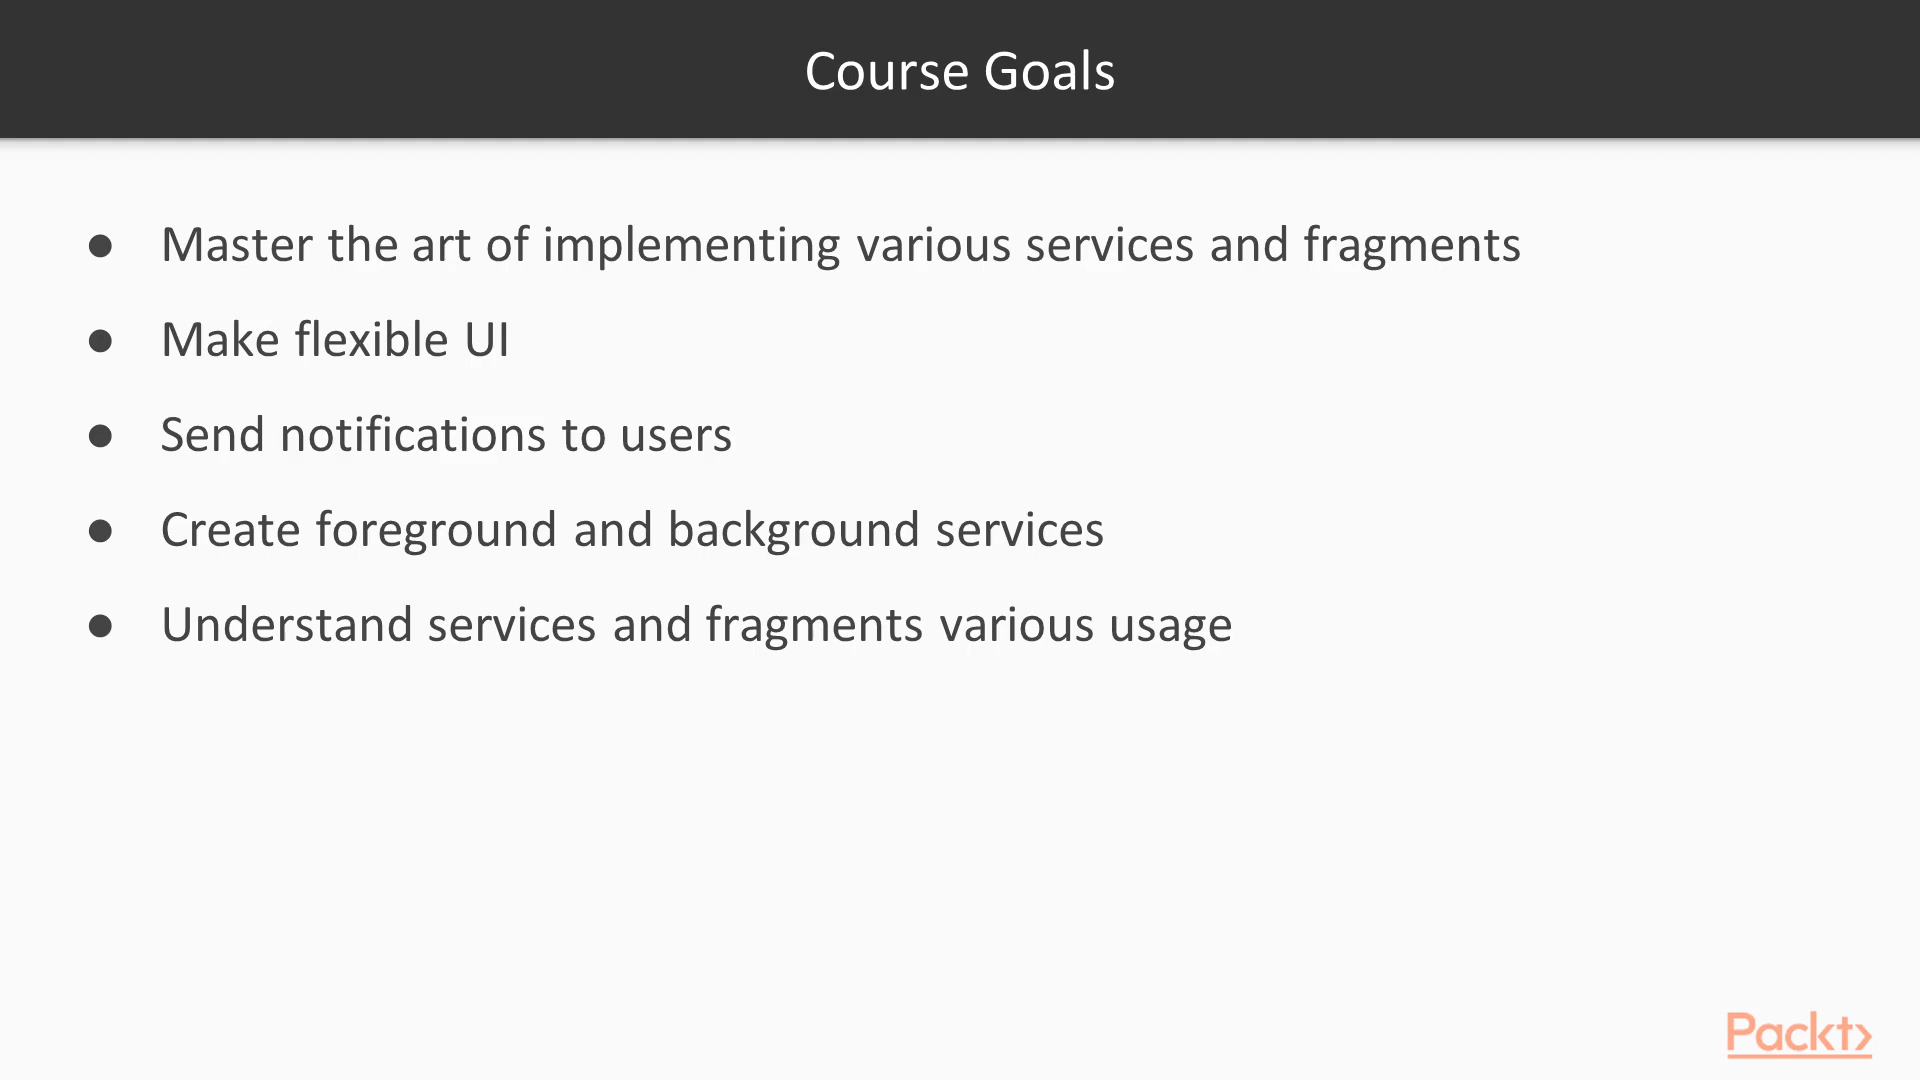 Course Goals
● Master the art of implementing various services and fragments
● Make flexible UI
● Send notifications to users
● Create foreground and background services
● Understand services and fragments various usage
Packt>